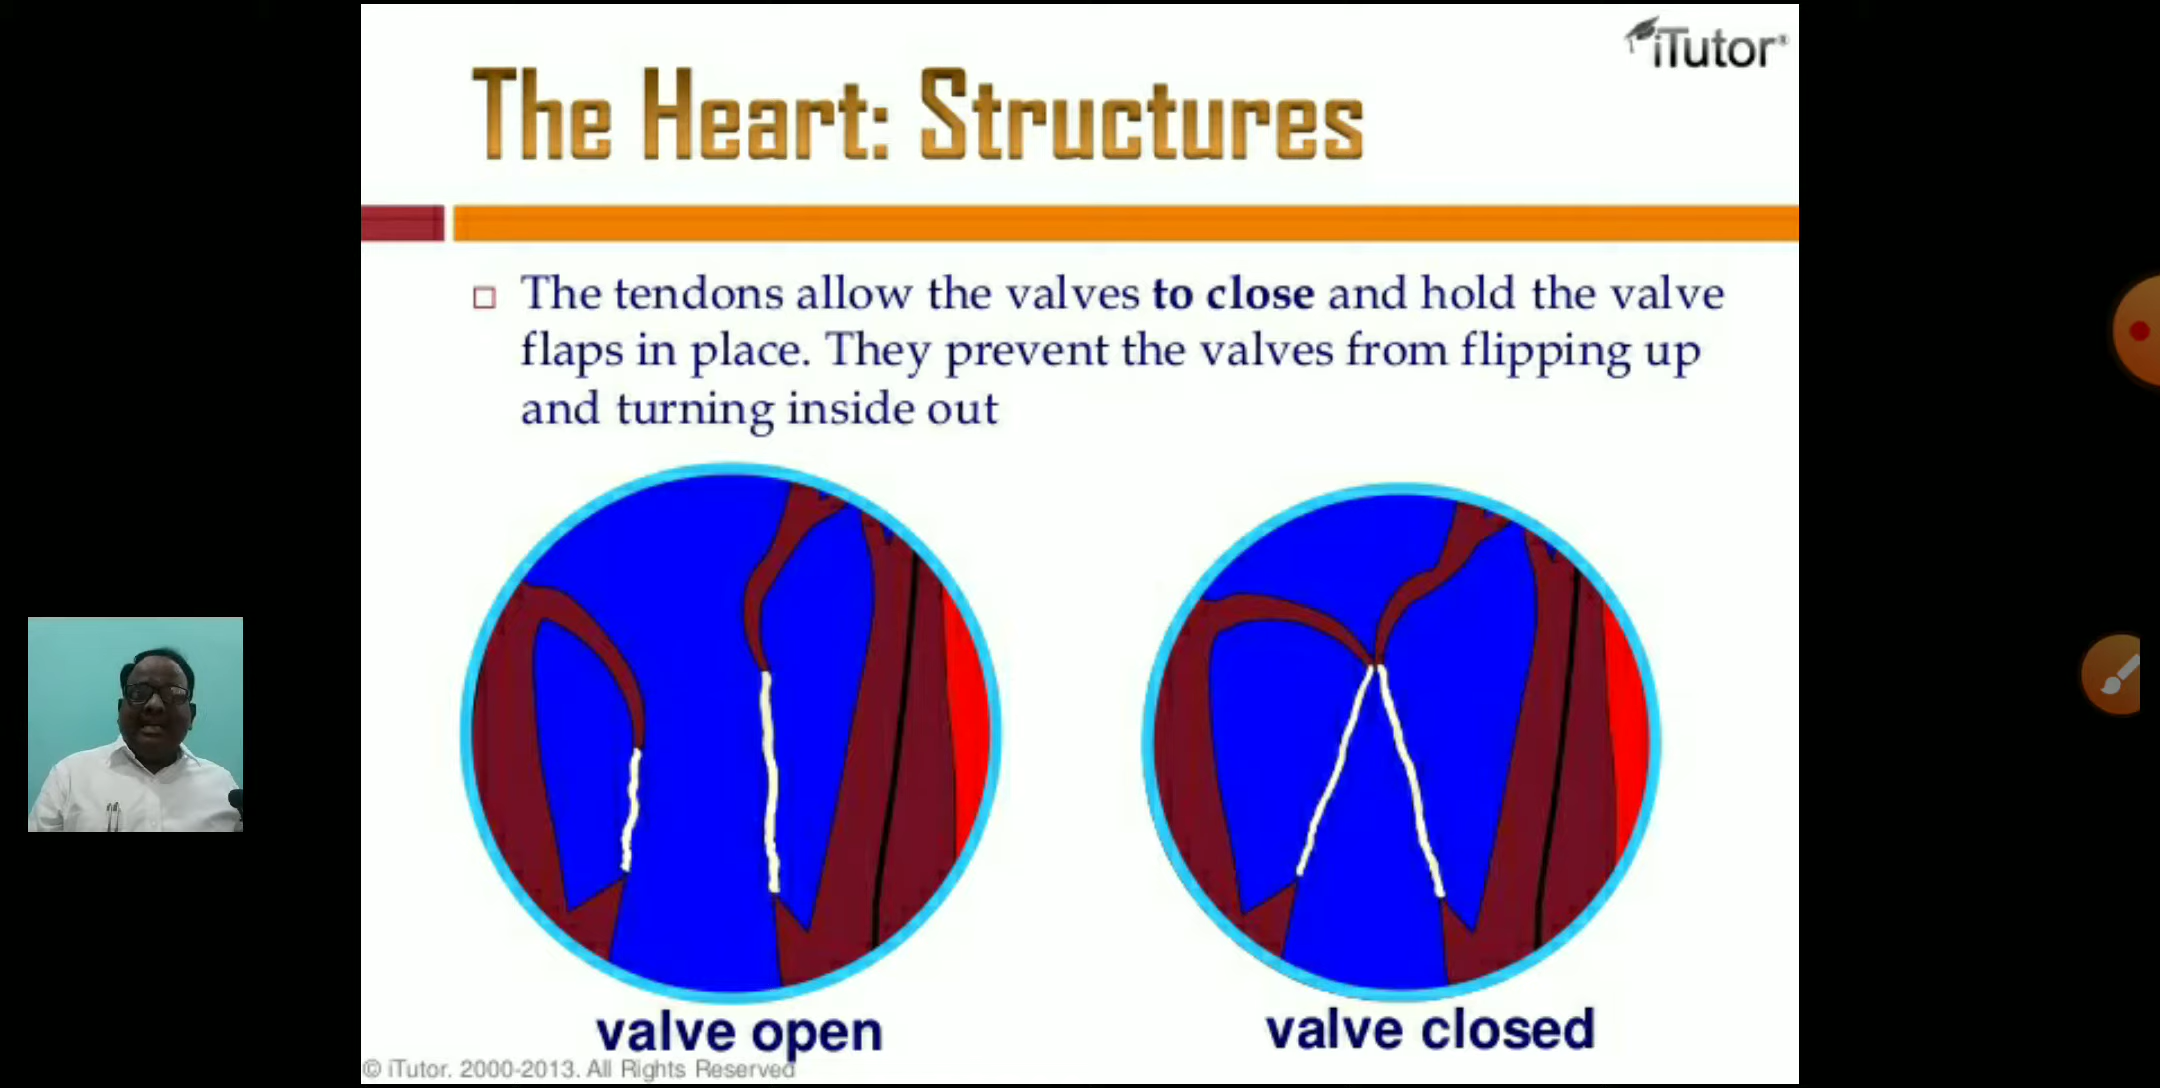 iTutor®
The Heart: Structures
The tendons allow the valves to close and hold the valve
flaps in place. They prevent the valves from flipping up
and turning inside out
valve open
valve closed
© iTutor. 2000-2013. All Rights Reserved